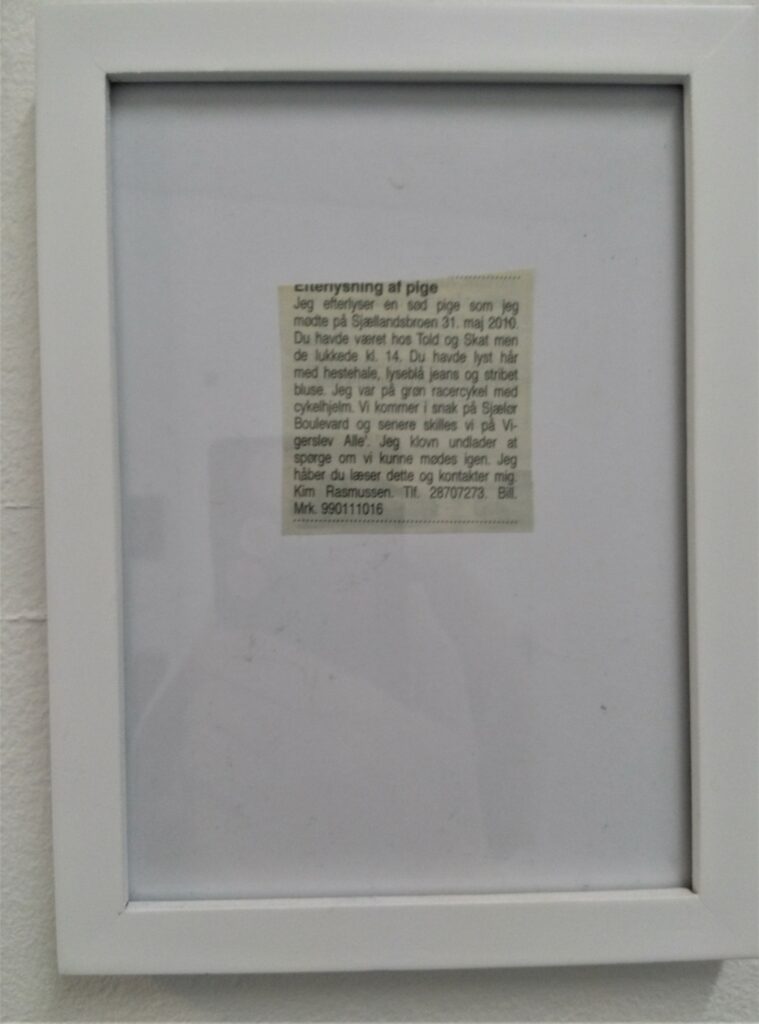 Efterlysning af pige
Jeg efterlyser en sød pige som jeg
mødte på Sjællandsbroen 31. maj 2010.
Du havde været hos Told og Skat men
de lukkede kl. 14. Du havde lyst hår
med hestehale, lyseblå jeans og stribet
bluse. Jeg var på grøn racercykel med
cykelhjelm. Vi kommer i snak på Sjælør
Boulevard og senere skilles vi på Vi-
gerslev Alle'. Jeg klovn undlader at
spørge om vi kunne mødes igen. Jeg
håber du læser dette og kontakter mig.
Kim Rasmussen. Tlf. 28707273. Bill.
Mrk. 990111016